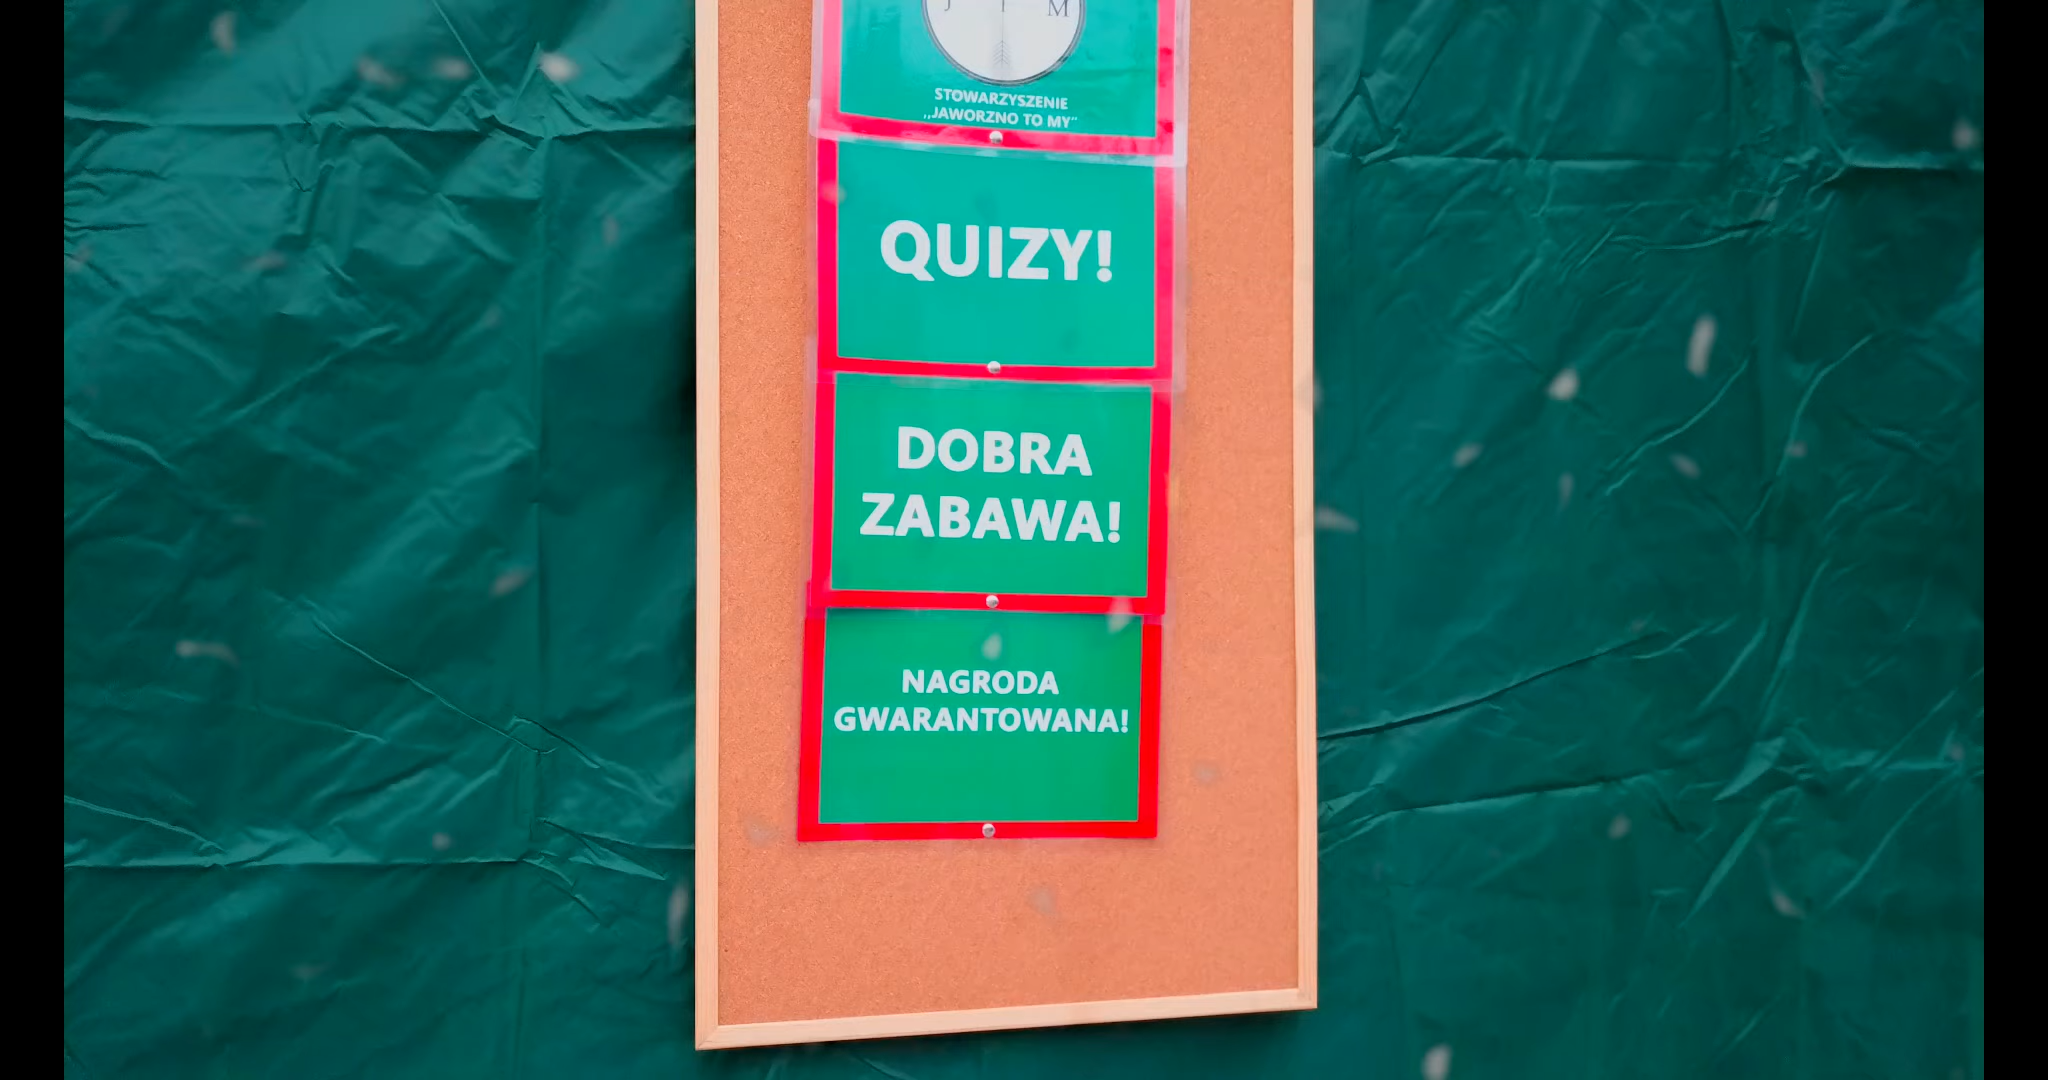 J T M
STOWARZYSZENIE
„JAWORZNO TO MY"
QUIZY!
DOBRA
ZABAWA!
NAGRODA
GWARANTOWANA!